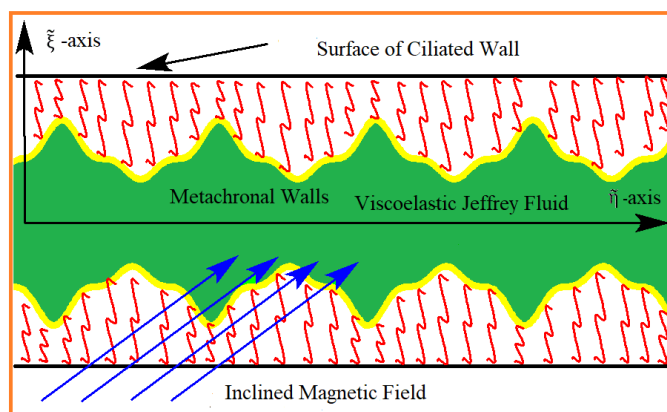 ξ̃ -axis
Surface of Ciliated Wall
Metachronal Walls
Viscoelastic Jeffrey Fluid
η̃ -axis
Inclined Magnetic Field